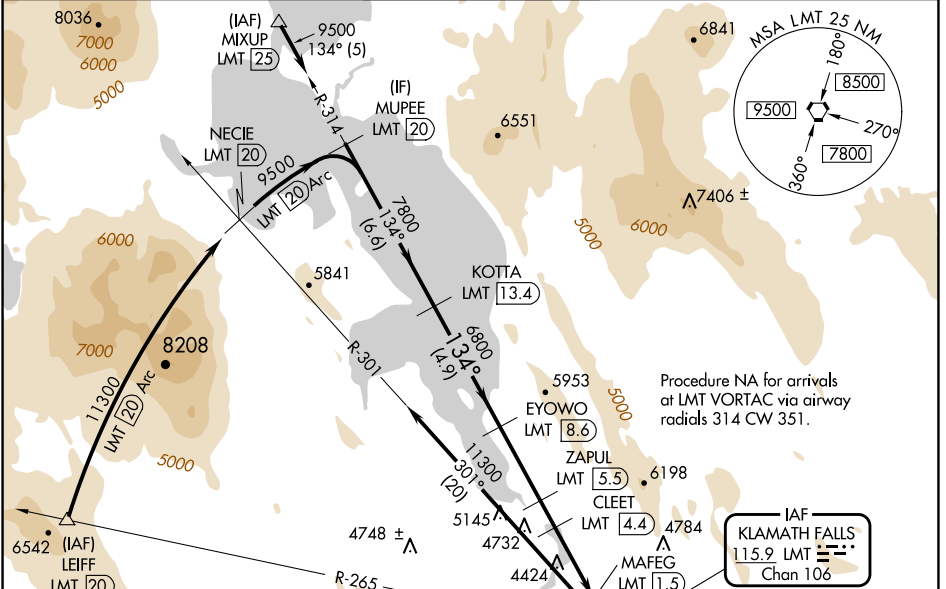 8036
7000
6000
5000
(IAF)
MIXUP
LMT 25
9500
134° (5)
R-314
(IF)
MUPEE
LMT 20
6841
MSA LMT 25 NM
180°
8500
9500
270°
7800
360°
6551
NECIE
LMT 20
9500
LMT 20 Arc
7406 ±
5000
6000
7800
134°
(6.6)
6000
5841
KOTTA
LMT 13.4
7000
8208
R-301
6800
134°
(4.9)
11300
LMT 20 Arc
5953
5000
Procedure NA for arrivals
at LMT VORTAC via airway
radials 314 CW 351.
EYOWO
LMT 8.6
5000
11300
301°
(20)
ZAPUL
LMT 5.5
6198
CLEET
LMT 4.4
5145
4732
4784
4748 ±
6542
(IAF)
LEIFF
LMT 20
R-265
4424
MAFEG
LMT 1.5
IAF
KLAMATH FALLS
115.9 LMT
Chan 106